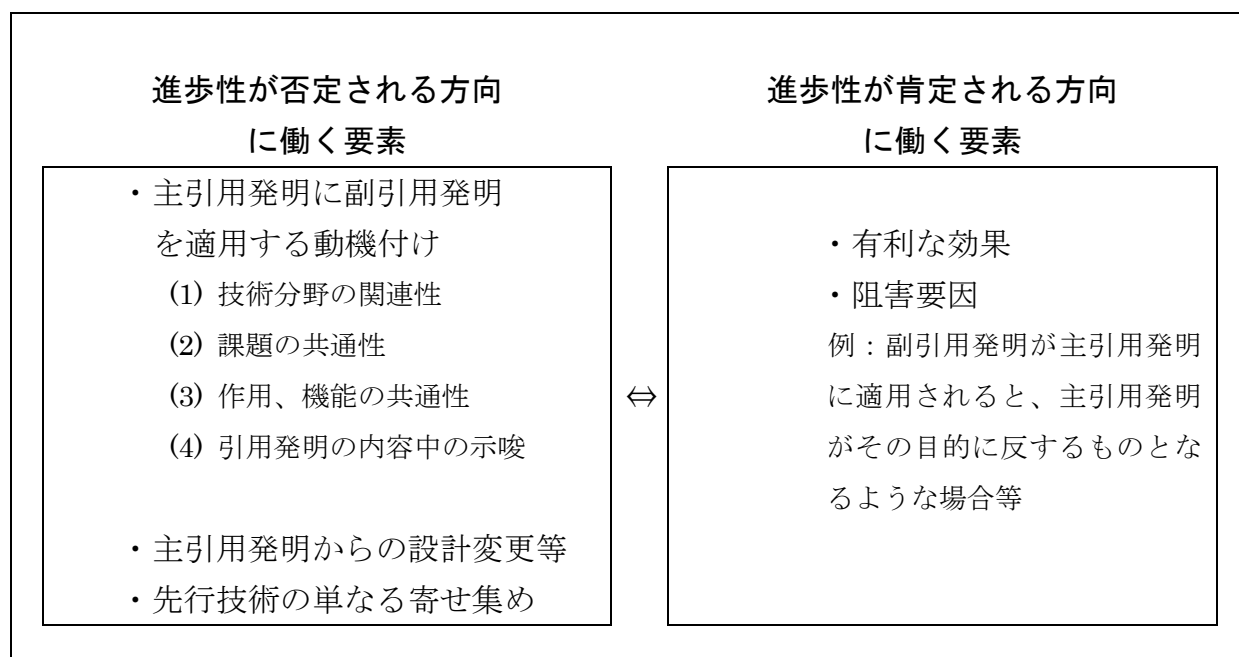 進歩性が否定される方向
に働く要素
・主引用発明に副引用発明
を適用する動機付け
(1) 技術分野の関連性
(2) 課題の共通性
(3) 作用、機能の共通性
(4) 引用発明の内容中の示唆
・主引用発明からの設計変更等
・先行技術の単なる寄せ集め
⇔
進歩性が肯定される方向
に働く要素
・有利な効果
・阻害要因
例：副引用発明が主引用発明
に適用されると、主引用発明
がその目的に反するものとな
るような場合等